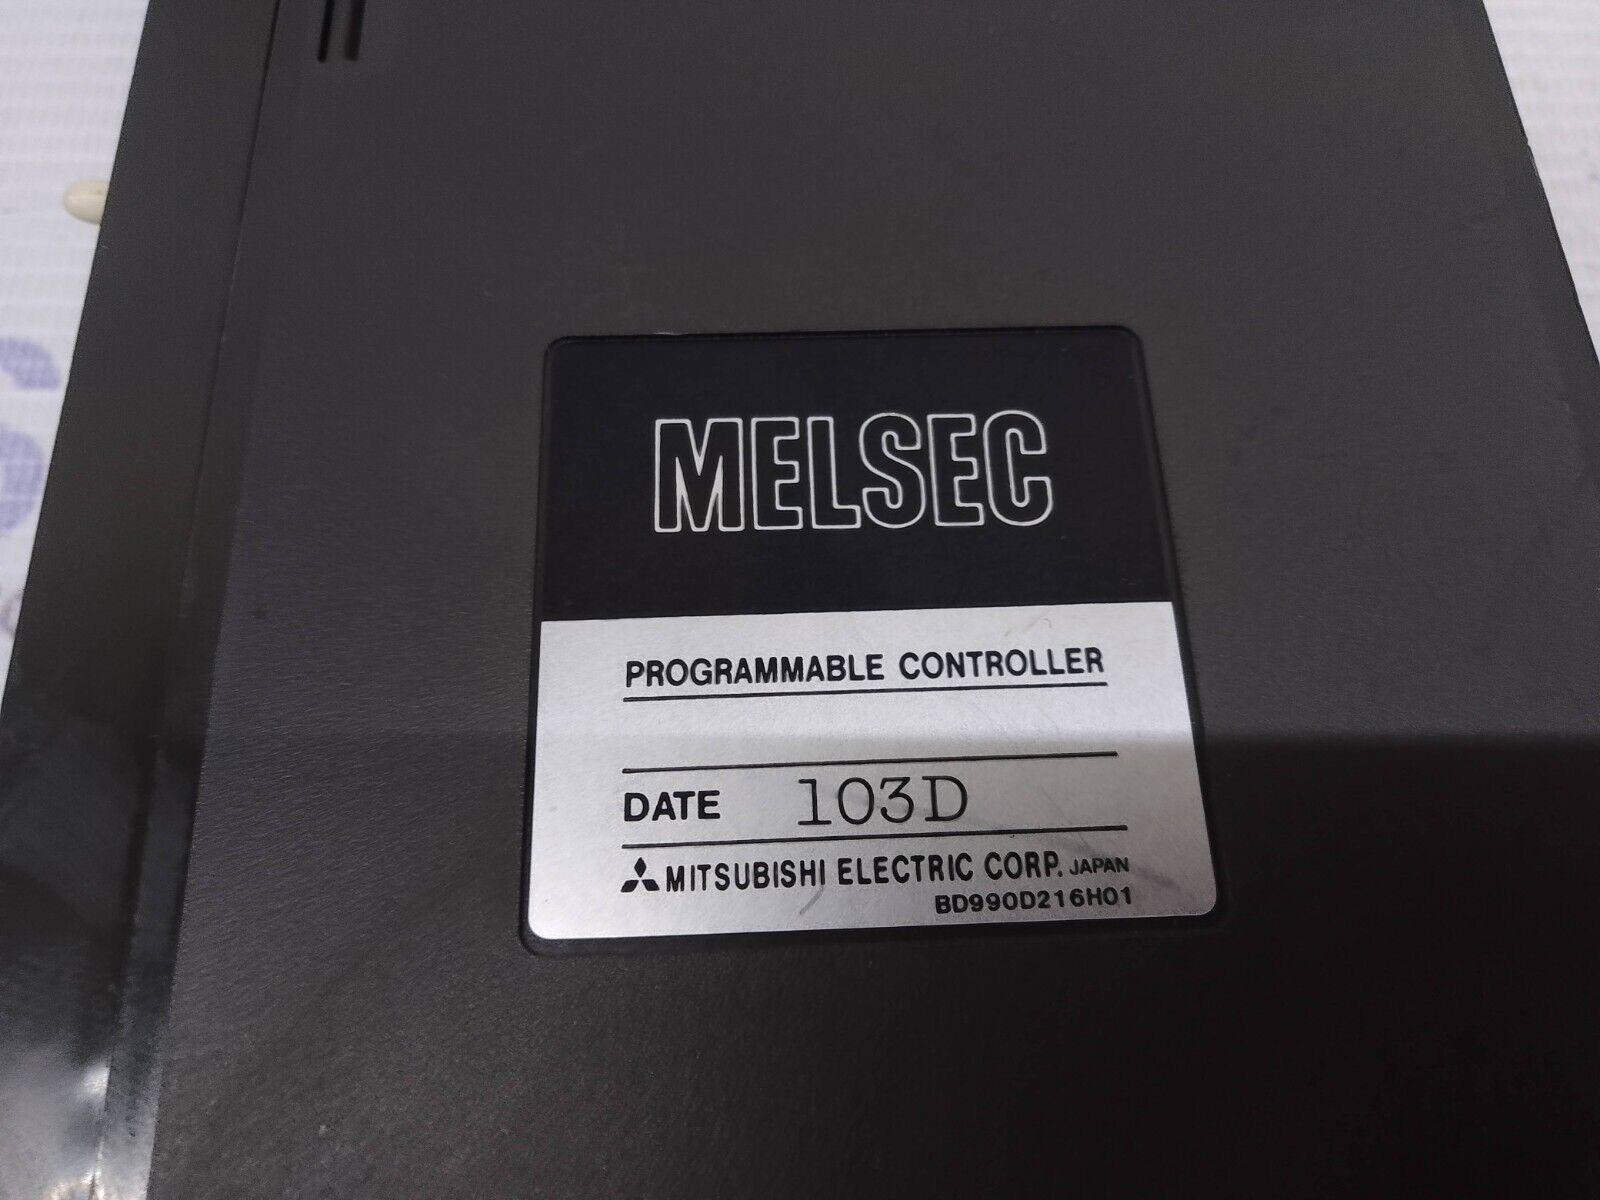 MELSEC
PROGRAMMABLE CONTROLLER
DATE 103D
MITSUBISHI ELECTRIC CORP. JAPAN
BD990D216H01